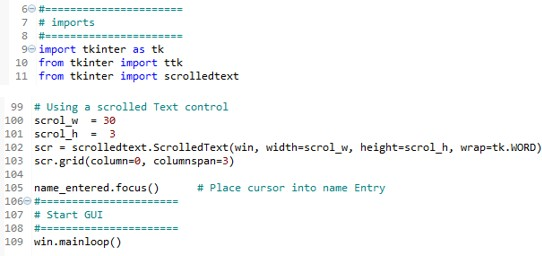 6 #======================
7 # imports
8 #======================
9 import tkinter as tk
10 from tkinter import ttk
11 from tkinter import scrolledtext
99 # Using a scrolled Text control
100 scrol_w  = 30
101 scrol_h  =  3
102 scr = scrolledtext.ScrolledText(win, width=scrol_w, height=scrol_h, wrap=tk.WORD)
103 scr.grid(column=0, columnspan=3)
104
105 name_entered.focus()      # Place cursor into name Entry
106 #======================
107 # Start GUI
108 #======================
109 win.mainloop()